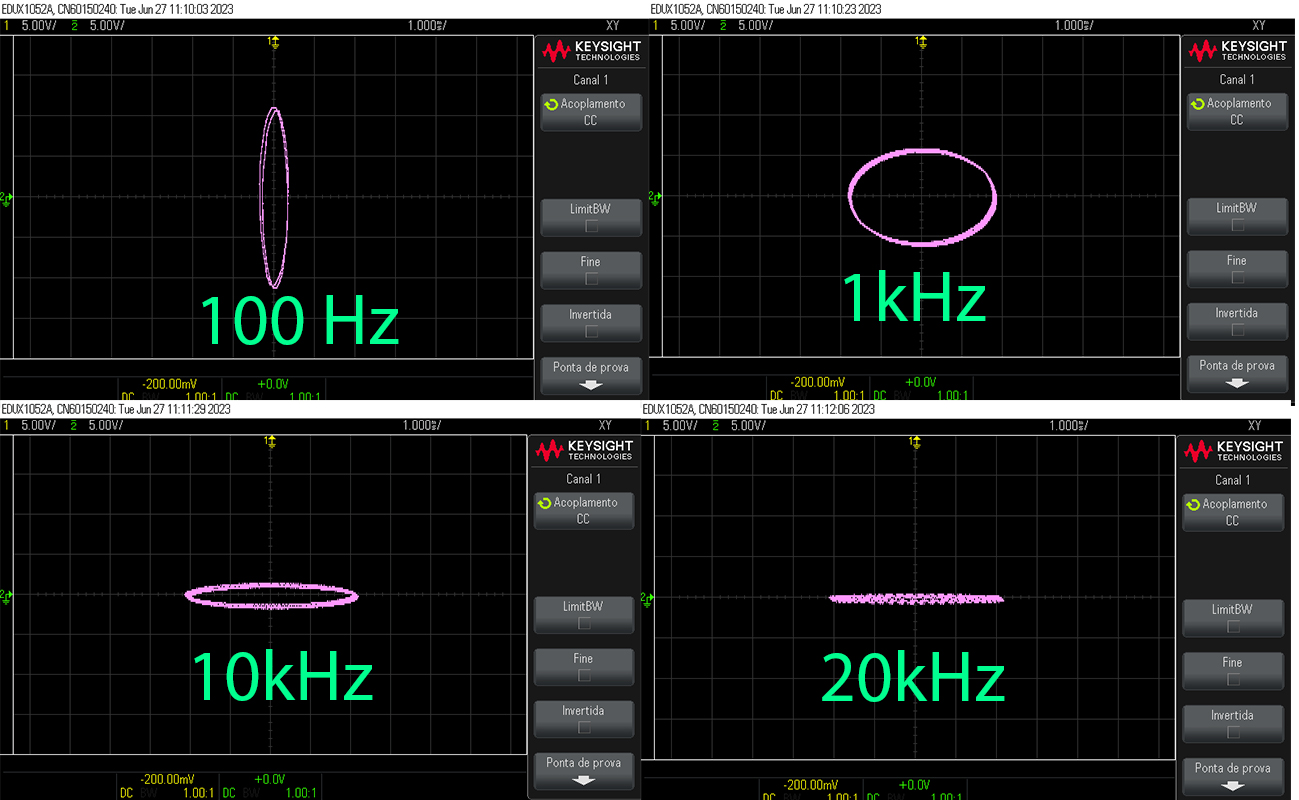 EDUX1052A, CN60150240: Tue Jun 27 11:10:03 2023
1 5.00V/ 2 5.00V/ 1.000s/ XY
1
KEYSIGHT
TECHNOLOGIES
Canal 1
Acoplamento
CC
2
LimitBW
Fine
Invertida
Ponta de prova
100 Hz
-200.00mV +0.0V
DC BW 1.00:1 DC BW 1.00:1
EDUX1052A, CN60150240: Tue Jun 27 11:10:23 2023
1 5.00V/ 2 5.00V/ 1.000s/ XY
1
KEYSIGHT
TECHNOLOGIES
Canal 1
Acoplamento
CC
2
LimitBW
Fine
Invertida
Ponta de prova
1kHz
-200.00mV +0.0V
DC BW 1.00:1 DC BW 1.00:1
EDUX1052A, CN60150240: Tue Jun 27 11:11:29 2023
1 5.00V/ 2 5.00V/ 1.000s/ XY
1
KEYSIGHT
TECHNOLOGIES
Canal 1
Acoplamento
CC
2
LimitBW
Fine
Invertida
Ponta de prova
10kHz
-200.00mV +0.0V
DC BW 1.00:1 DC BW 1.00:1
EDUX1052A, CN60150240: Tue Jun 27 11:12:06 2023
1 5.00V/ 2 5.00V/ 1.000s/ XY
1
KEYSIGHT
TECHNOLOGIES
Canal 1
Acoplamento
CC
2
LimitBW
Fine
Invertida
Ponta de prova
20kHz
-200.00mV +0.0V
DC BW 1.00:1 DC BW 1.00:1